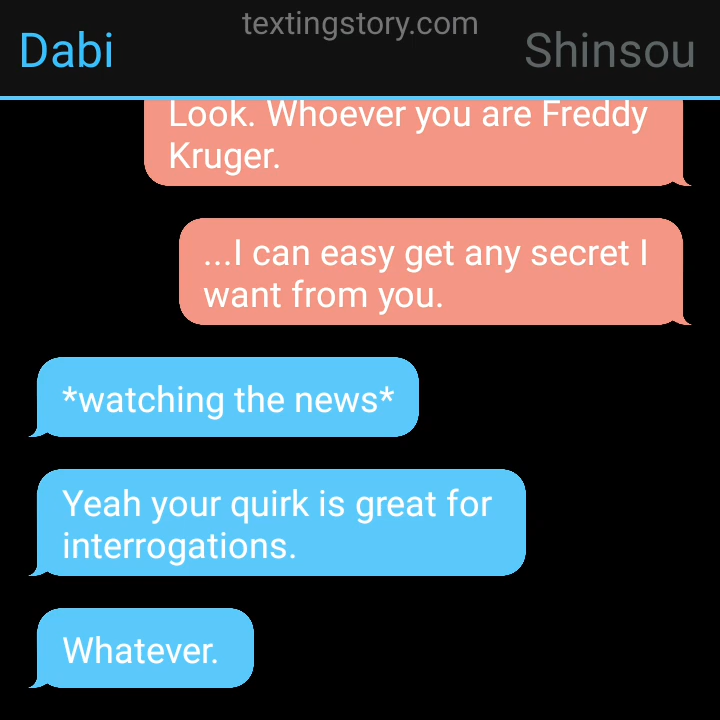 textingstory.com
Dabi
Shinsou
Look. Whoever you are Freddy
Kruger.
...I can easy get any secret I
want from you.
*watching the news*
Yeah your quirk is great for
interrogations.
Whatever.